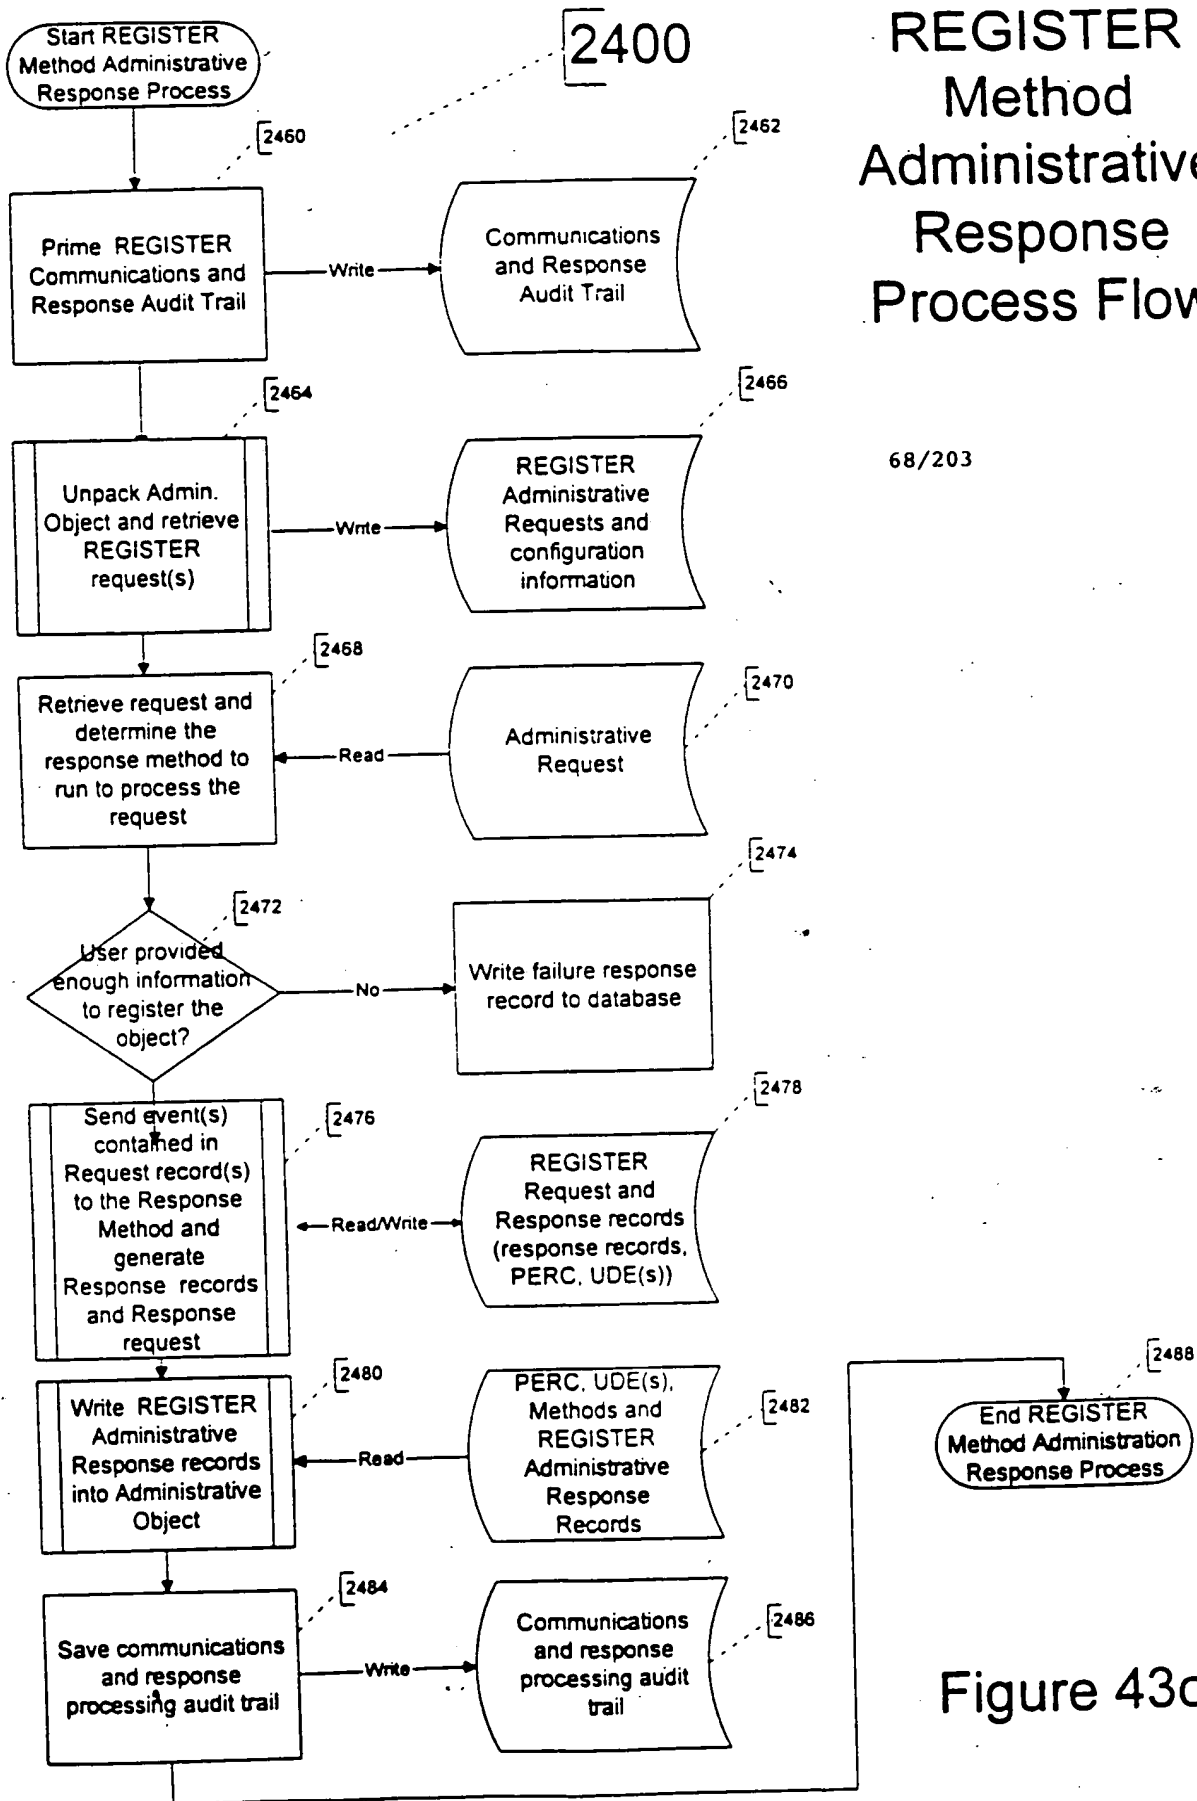 Start REGISTER
Method Administrative
Response Process
2400
REGISTER
Method
Administrative
Response
Process Flow
2460
2462
Prime REGISTER
Communications and
Response Audit Trail
Write
Communications
and Response
Audit Trail
2464
2466
68/203
Unpack Admin.
Object and retrieve
REGISTER
request(s)
Write
REGISTER
Administrative
Requests and
configuration
information
2468
2470
Retrieve request and
determine the
response method to
run to process the
request
Read
Administrative
Request
2472
2474
User provided
enough information
to register the
object?
No
Write failure response
record to database
2476
2478
Send event(s)
contained in
Request record(s)
to the Response
Method and
generate
Response records
and Response
request
Read/Write
REGISTER
Request and
Response records
(response records,
PERC, UDE(s))
2480
2482
2488
Write REGISTER
Administrative
Response records
into Administrative
Object
Read
PERC, UDE(s),
Methods and
REGISTER
Administrative
Response
Records
End REGISTER
Method Administration
Response Process
2484
2486
Save communications
and response
processing audit trail
Write
Communications
and response
processing audit
trail
Figure 43c